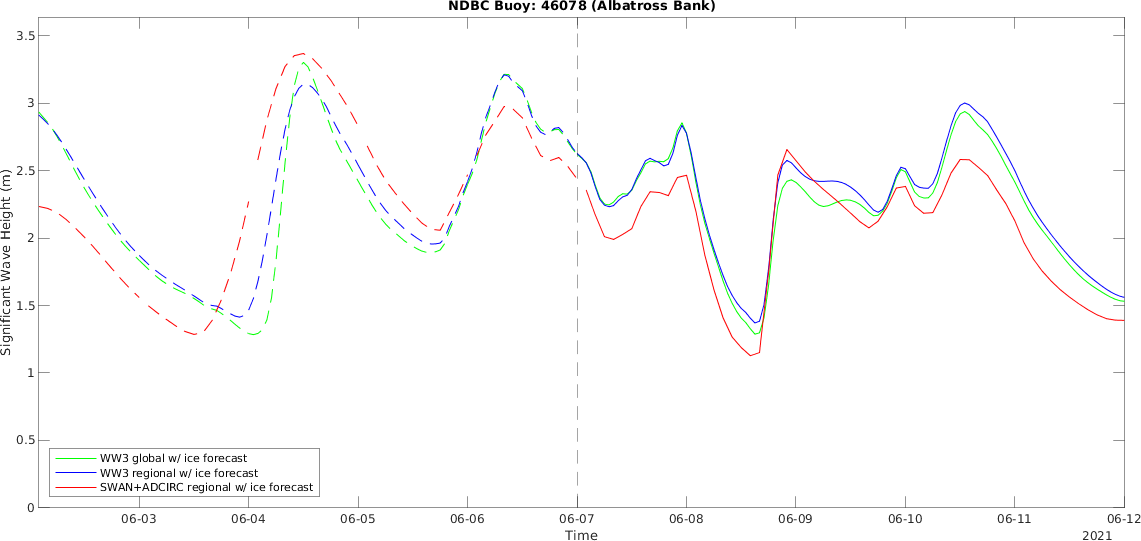 NDBC Buoy: 46078 (Albatross Bank)
Significant Wave Height (m)
3.5
3
2.5
2
1.5
1
0.5
0
WW3 global w/ ice forecast
WW3 regional w/ ice forecast
SWAN+ADCIRC regional w/ ice forecast
06-03 06-04 06-05 06-06 06-07 06-08 06-09 06-10 06-11 06-12
Time
2021